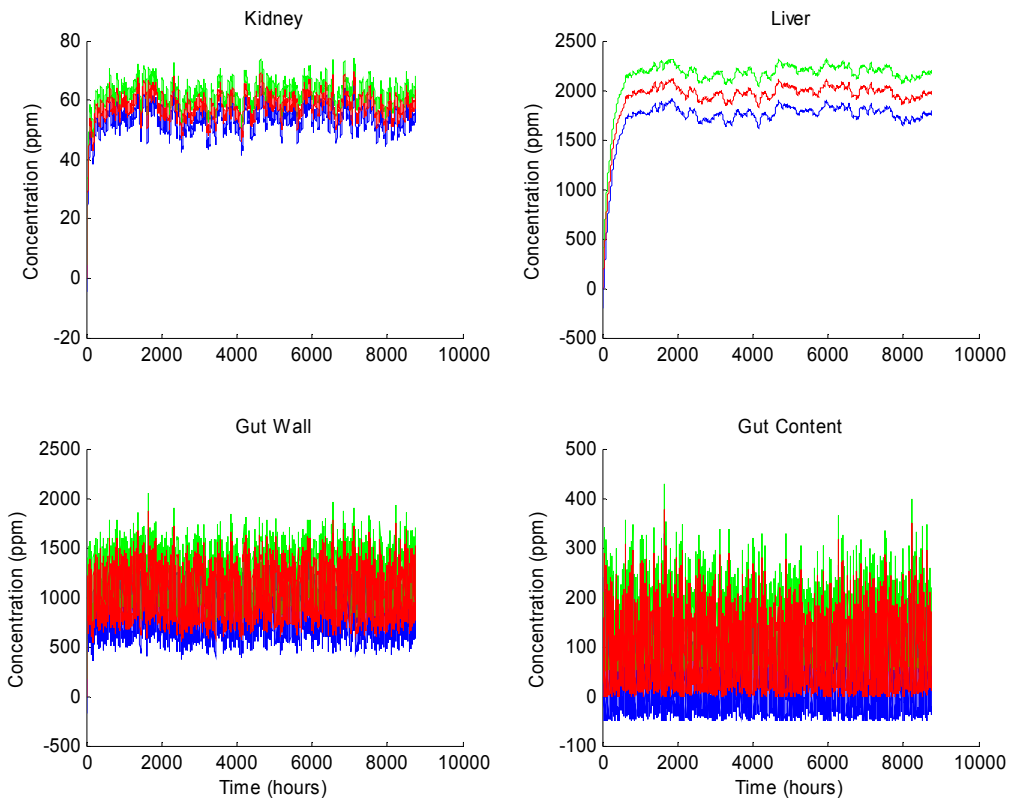 Kidney
80
60
40
20
0
-20
Concentration (ppm)
0 2000 4000 6000 8000 10000
Liver
2500
2000
1500
1000
500
0
-500
Concentration (ppm)
0 2000 4000 6000 8000 10000
Gut Wall
2500
2000
1500
1000
500
0
-500
Concentration (ppm)
0 2000 4000 6000 8000 10000
Time (hours)
Gut Content
500
400
300
200
100
0
-100
Concentration (ppm)
0 2000 4000 6000 8000 10000
Time (hours)